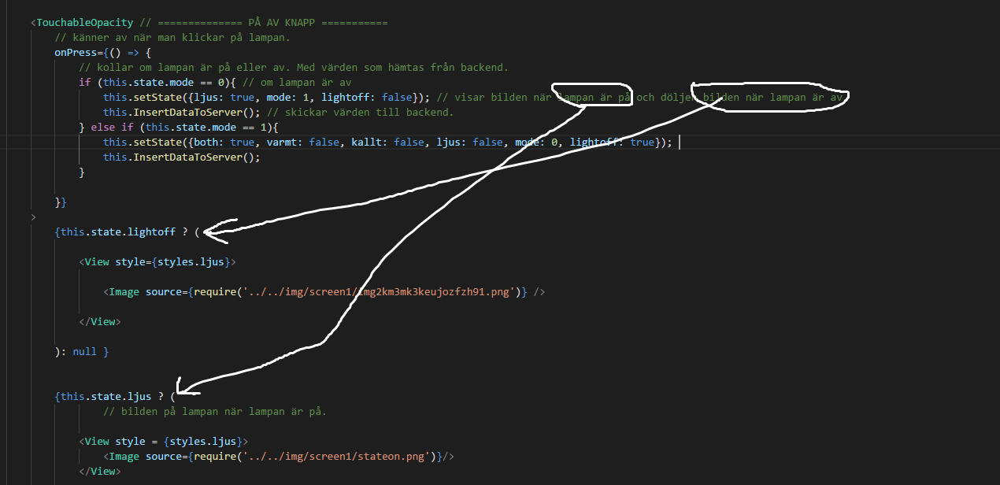 <TouchableOpacity // ============== PÅ AV KNAPP ===========
// känner av när man klickar på lampan.
onPress={() => {
// kollar om lampan är på eller av. Med värden som hämtas från backend.
if (this.state.mode == 0){ // om lampan är av
this.setState({ljus: true, mode: 1, lightoff: false}); // visar bilden när lampan är på och döljer bilden när lampan är av.
this.InsertDataToServer(); // skickar värden till backend.
} else if (this.state.mode == 1){
this.setState({both: true, varmt: false, kallt: false, ljus: false, mode: 0, lightoff: true});
this.InsertDataToServer();
}
}}
>
{this.state.lightoff ? (
<View style={styles.ljus}>
<Image source={require('../../img/screen1/img2km3mk3keujozfzh91.png')} />
</View>
): null }
{this.state.ljus ? (
// bilden på lampan när lampan är på.
<View style = {styles.ljus}>
<Image source={require('../../img/screen1/stateon.png')}/>
</View>